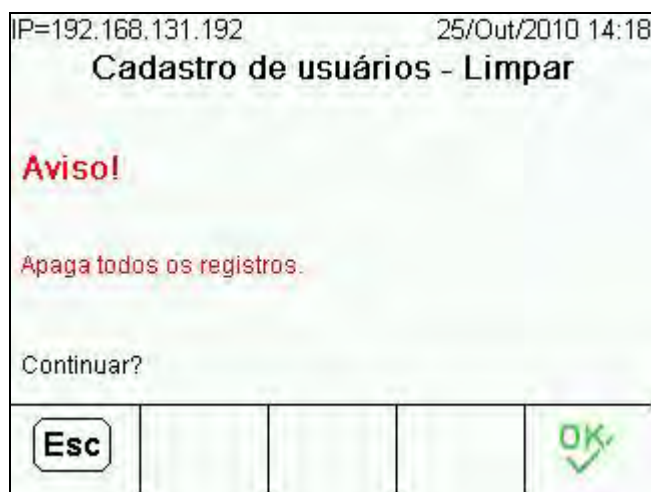 IP=192.168.131.192 25/Out/2010 14:18
Cadastro de usuários - Limpar
Aviso!
Apaga todos os registros.
Continuar?
Esc OK